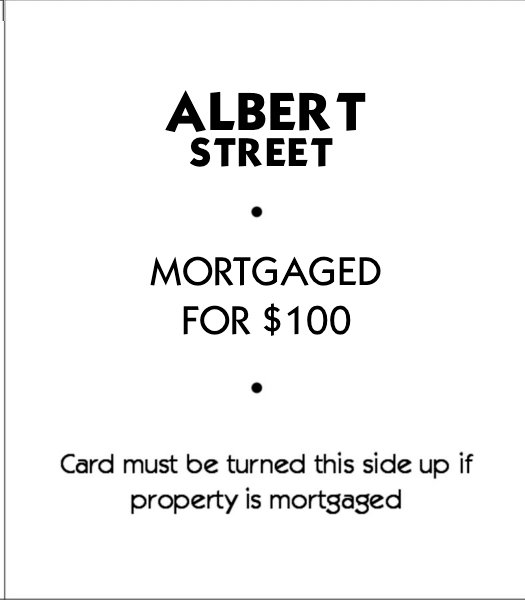 ALBERT
STREET
MORTGAGED
FOR $100
Card must be turned this side up if
property is mortgaged